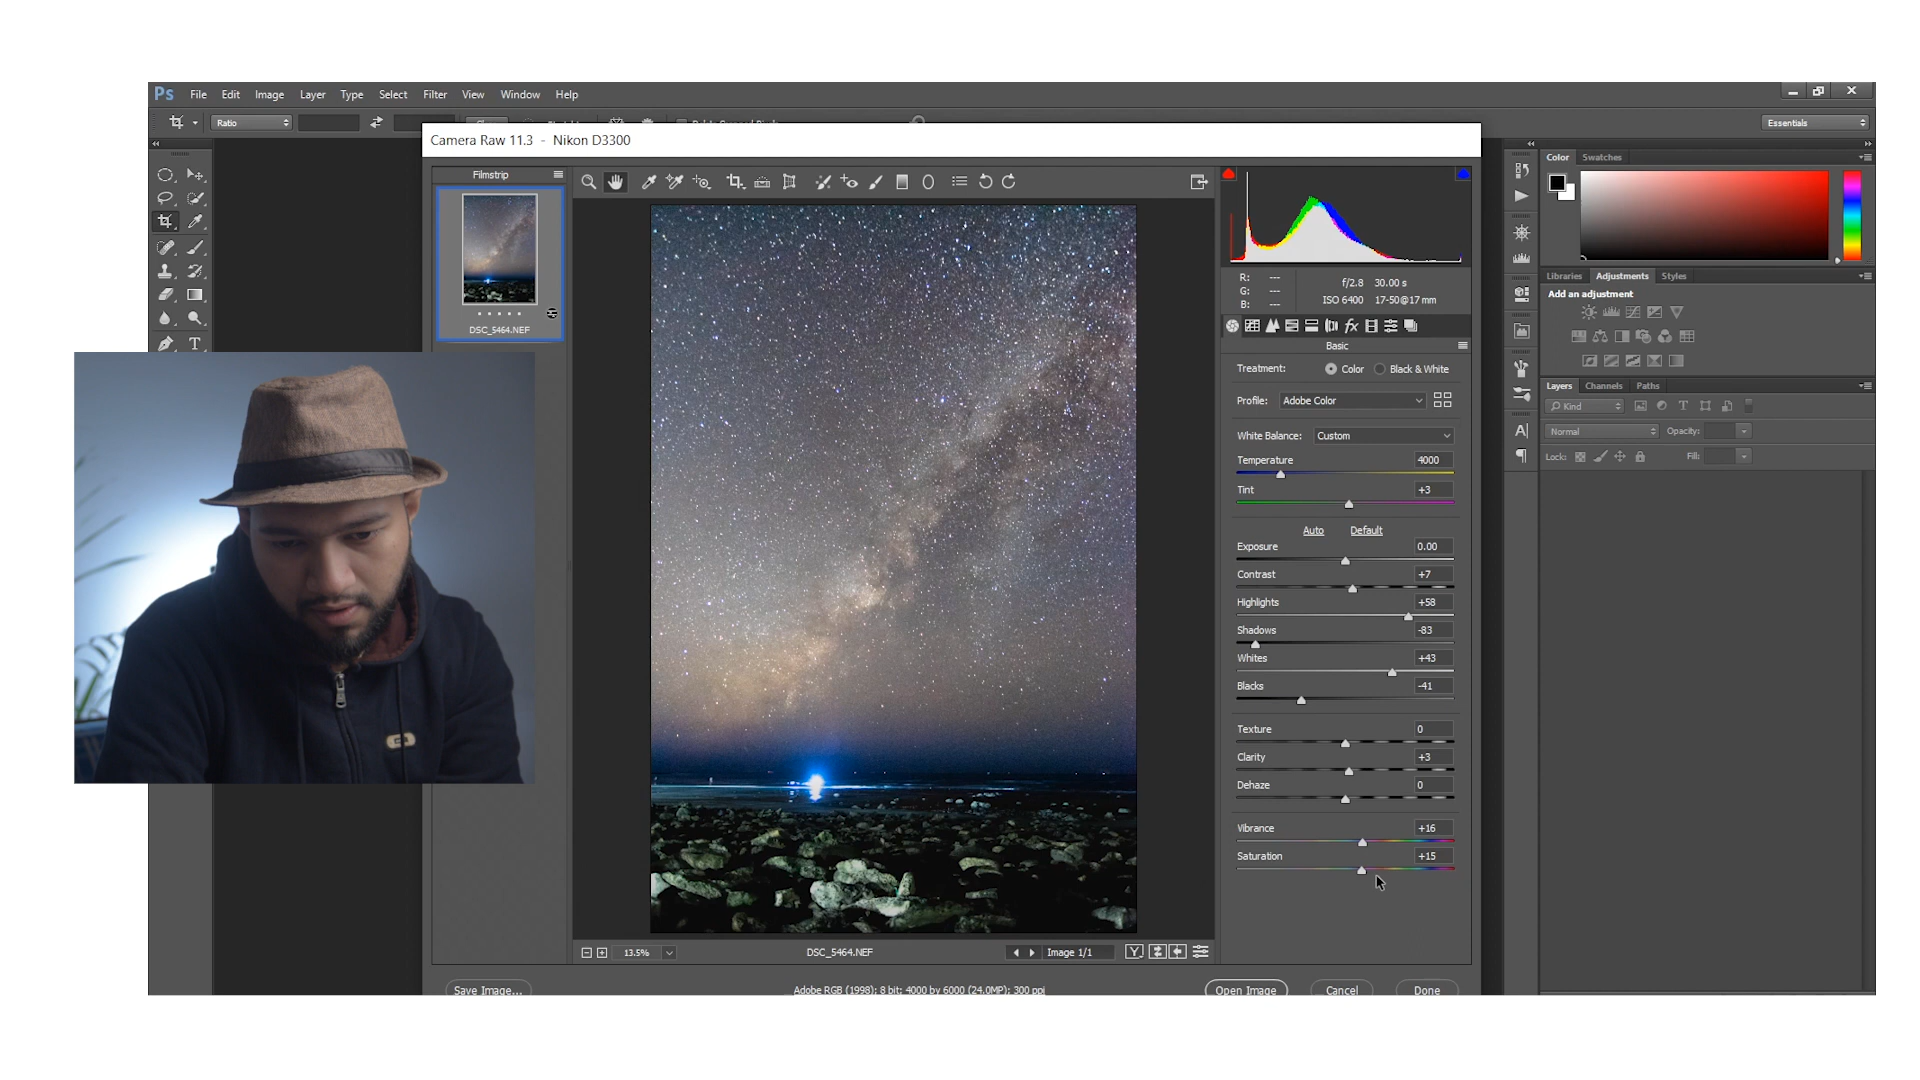 Ps File Edit Image Layer Type Select Filter View Window Help
Ratio
Essentials
Camera Raw 11.3 - Nikon D3300
Filmstrip
DSC_5464.NEF
R: ---
G: ---
B: ---
f/2.8 30.00 s
ISO 6400 17-50@17 mm
Basic
Treatment: Color Black & White
Profile: Adobe Color
White Balance: Custom
Temperature 4000
Tint +3
Auto Default
Exposure 0.00
Contrast +7
Highlights +58
Shadows -83
Whites +43
Blacks -41
Texture 0
Clarity +3
Dehaze 0
Vibrance +16
Saturation +15
13.5%
DSC_5464.NEF
Image 1/1
Save Image...
Adobe RGB (1998); 8 bit; 4000 by 6000 (24.0MP); 300 ppi
Open Image Cancel Done
Color Swatches
Libraries Adjustments Styles
Add an adjustment
Layers Channels Paths
Kind
Normal Opacity:
Lock: Fill: